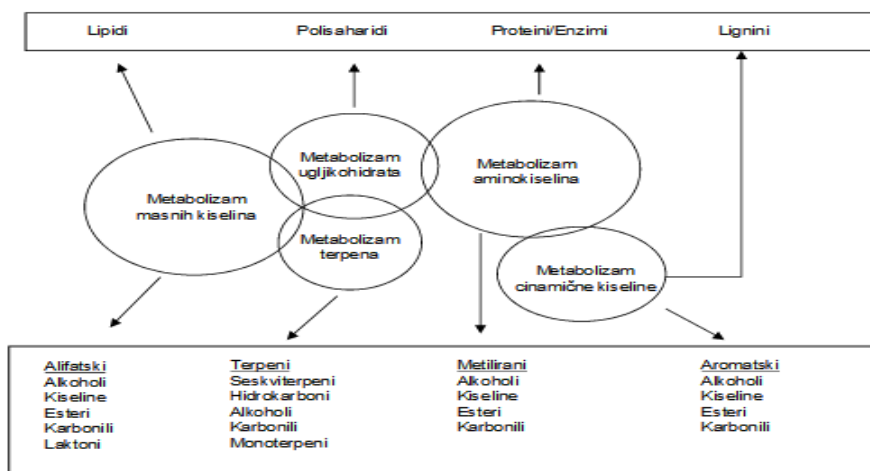 Lipidi
Polisaharidi
Proteini/Enzimi
Lignini
Metabolizam
masnih kiselina
Metabolizam
ugljikohidrata
Metabolizam
terpena
Metabolizam
aminokiselina
Metabolizam
cinamične kiseline
Alifatski
Alkoholi
Kiseline
Esteri
Karbonili
Laktoni
Terpeni
Seskviterpeni
Hidrokarboni
Alkoholi
Karbonili
Monoterpeni
Metilirani
Alkoholi
Kiseline
Esteri
Karbonili
Aromatski
Alkoholi
Kiseline
Esteri
Karbonili